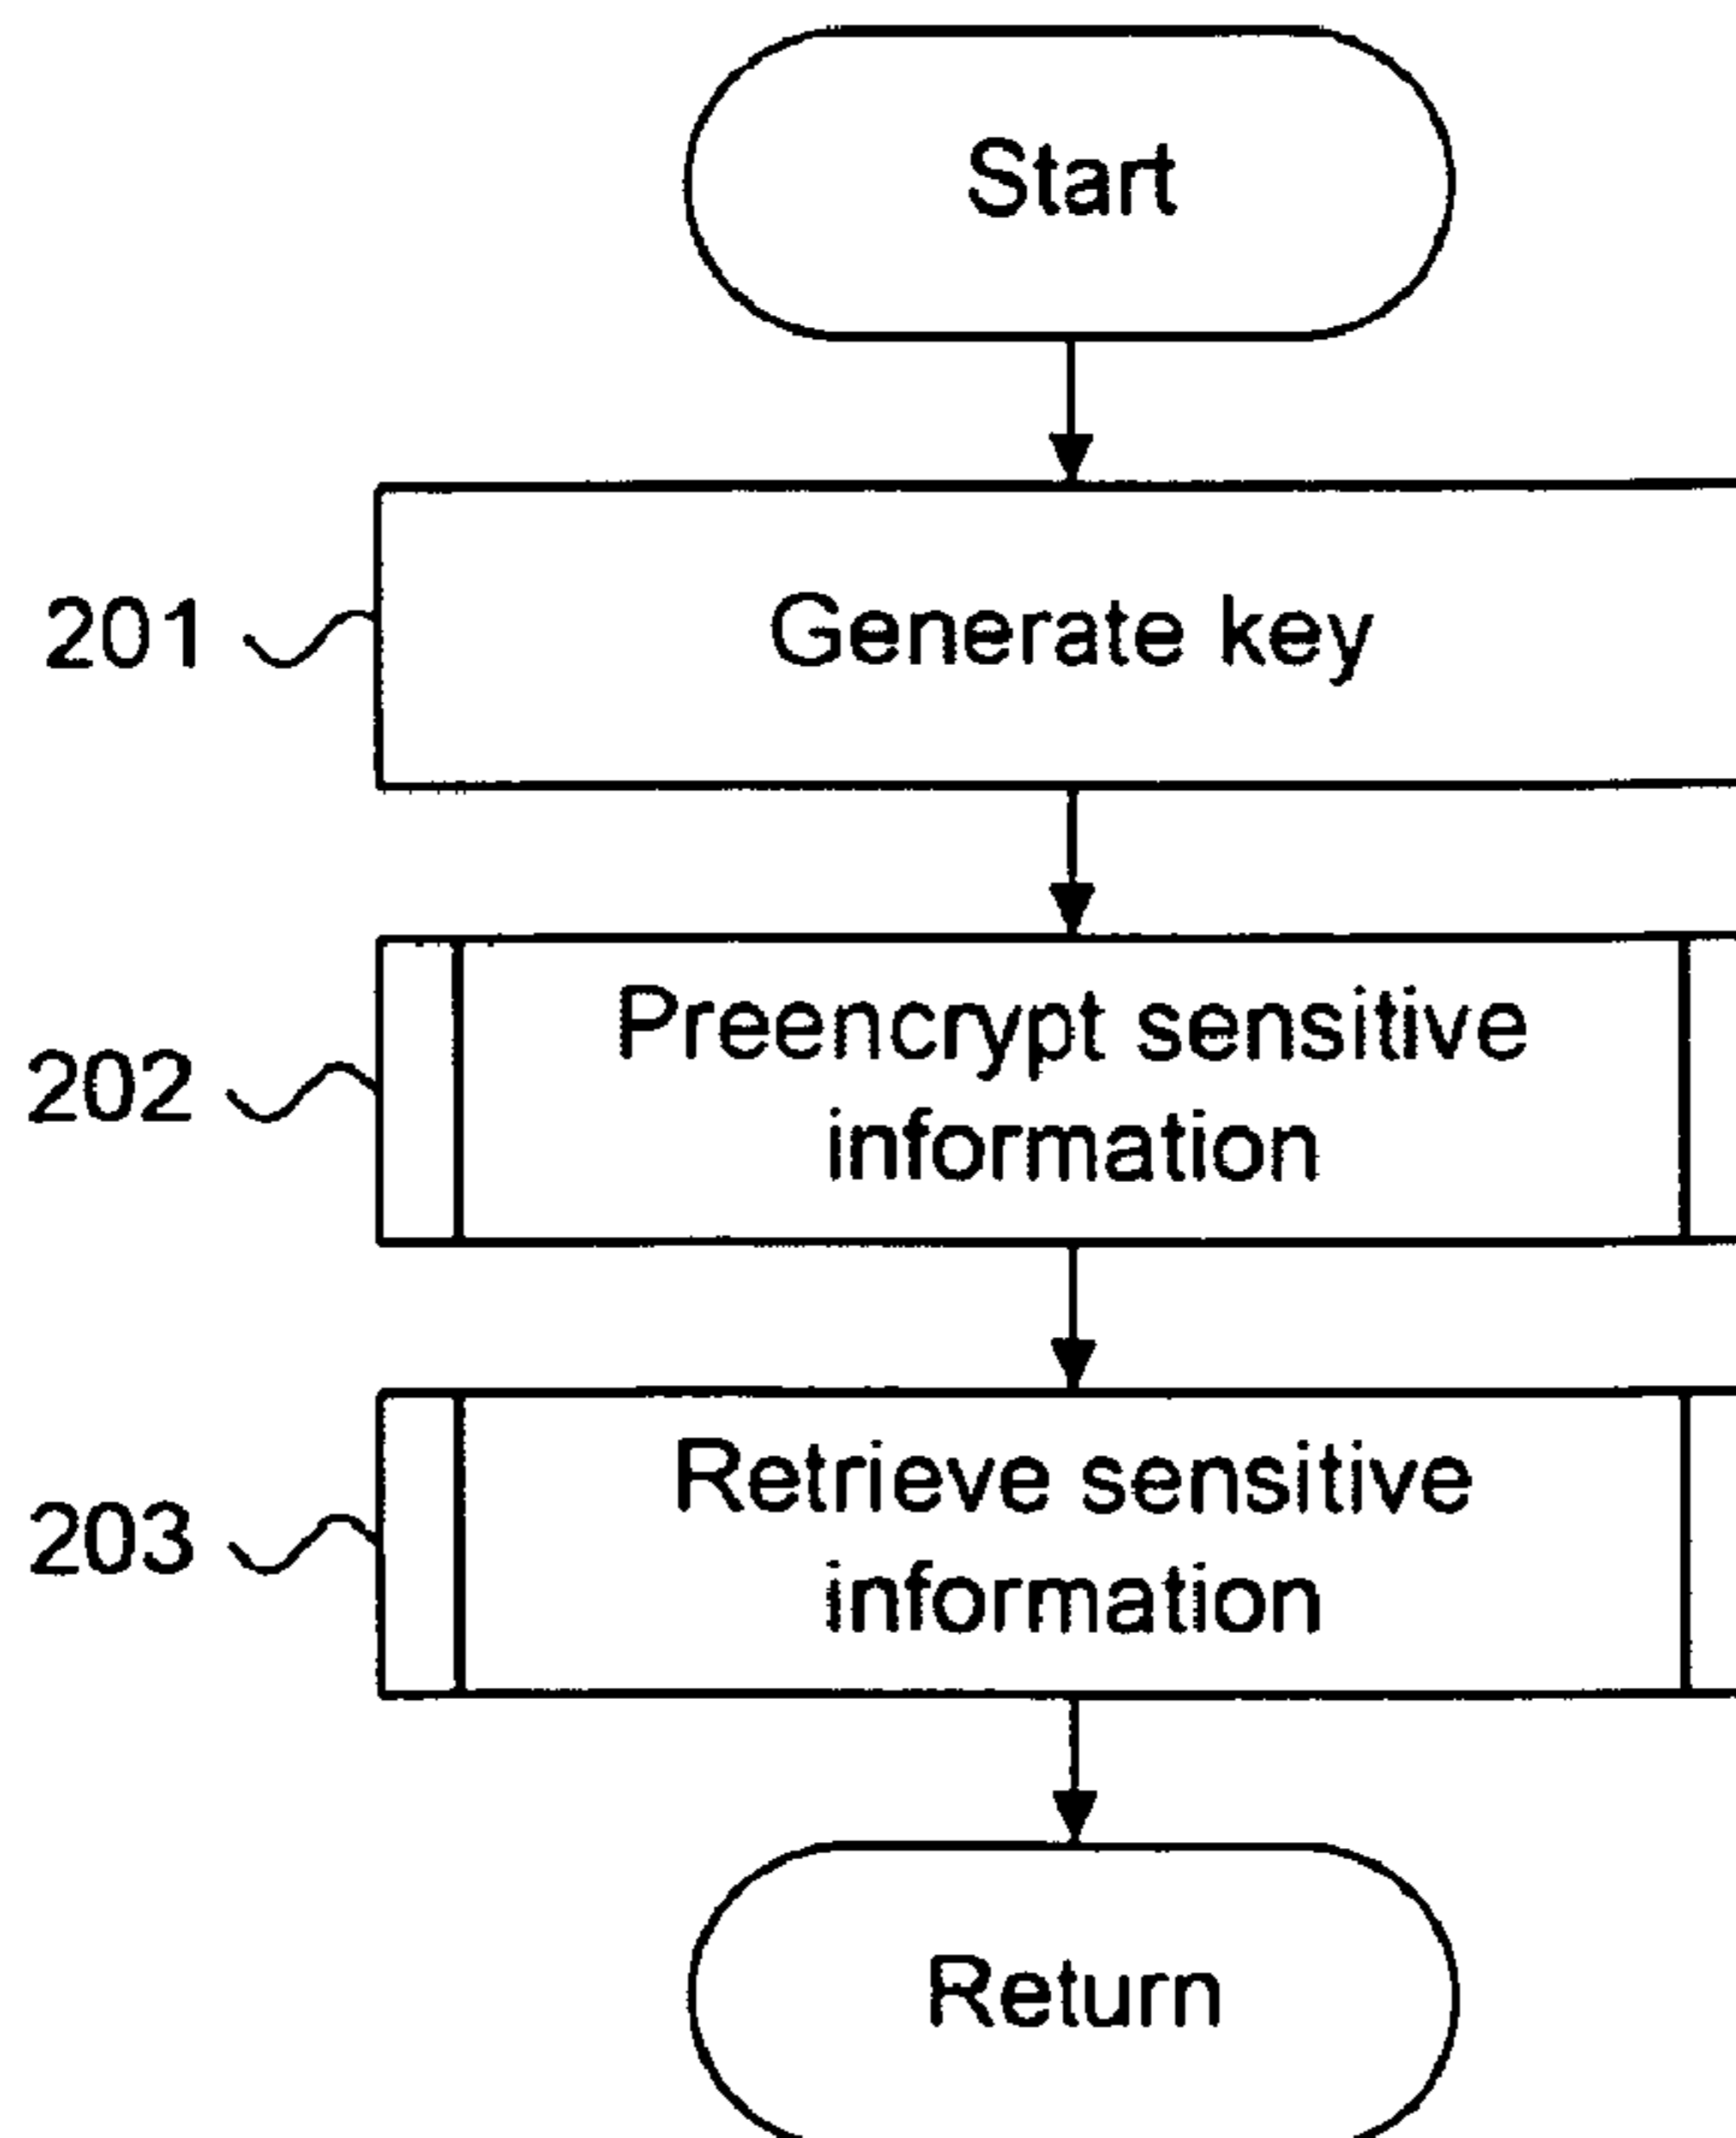 Start
201
Generate key
202
Preencrypt sensitive
information
203
Retrieve sensitive
information
Return